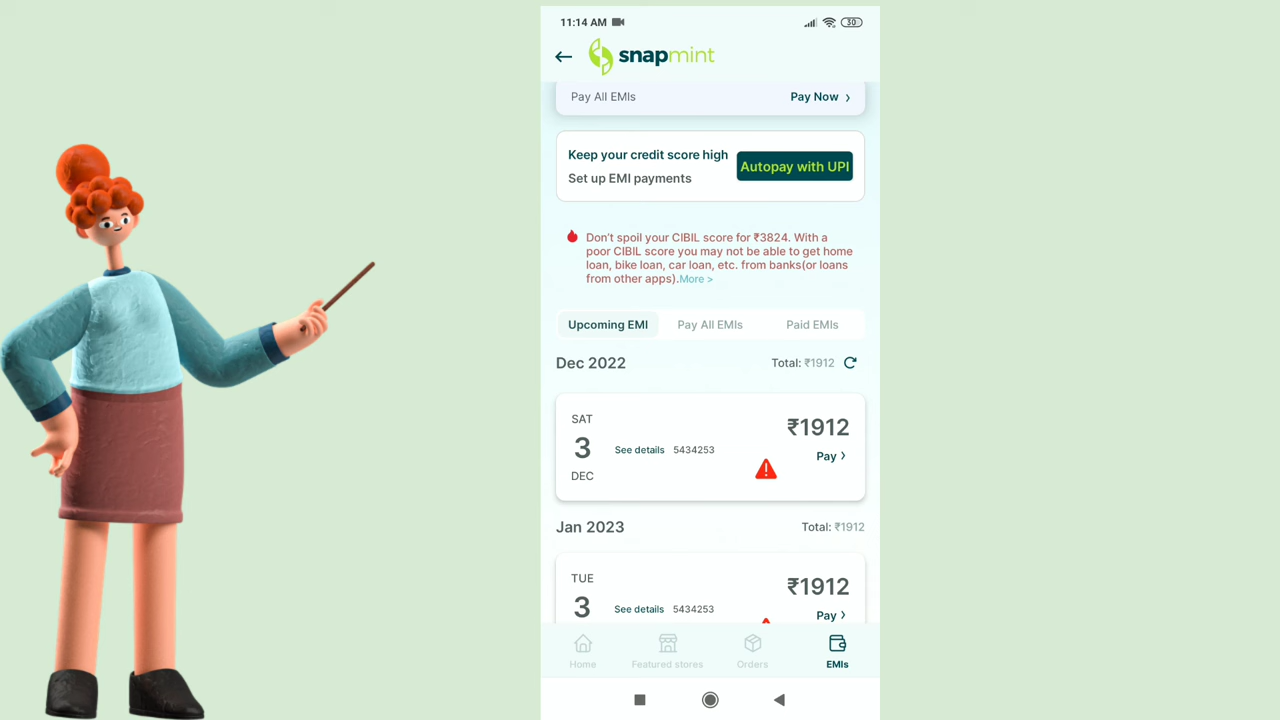 11:14 AM
30
snapmint
Pay All EMIs Pay Now >
Keep your credit score high
Set up EMI payments
Autopay with UPI
Don't spoil your CIBIL score for ₹3824. With a
poor CIBIL score you may not be able to get home
loan, bike loan, car loan, etc. from banks(or loans
from other apps).More >
Upcoming EMI Pay All EMIs Paid EMIs
Dec 2022 Total: ₹1912
SAT
3
DEC
See details 5434253
₹1912
Pay >
Jan 2023 Total: ₹1912
TUE
3
See details 5434253
₹1912
Pay >
Home Featured stores Orders EMIs